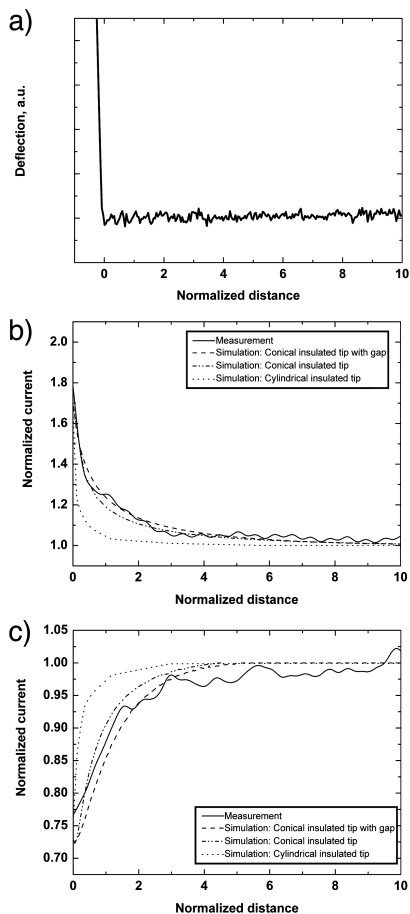 a)
Deflection, a.u.
0 2 4 6 8 10
Normalized distance
b)
Normalized current
2.0
1.8
1.6
1.4
1.2
1.0
Measurement
Simulation: Conical insulated tip with gap
Simulation: Conical insulated tip
Simulation: Cylindrical insulated tip
0 2 4 6 8 10
Normalized distance
c)
Normalized current
1.05
1.00
0.95
0.90
0.85
0.80
0.75
0.70
Measurement
Simulation: Conical insulated tip with gap
Simulation: Conical insulated tip
Simulation: Cylindrical insulated tip
0 2 4 6 8 10
Normalized distance